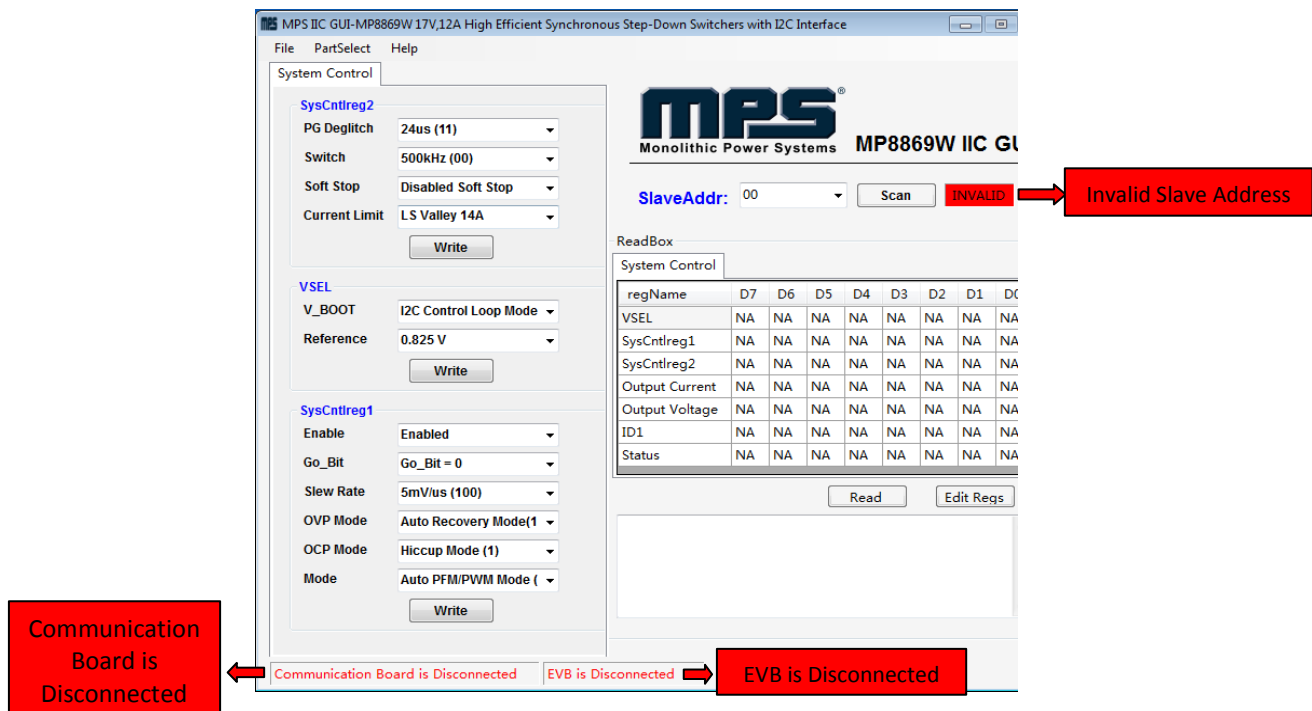 MPS MPS IIC GUI-MP8869W 17V,12A High Efficient Synchronous Step-Down Switchers with I2C Interface
File PartSelect Help
System Control
SysCntlreg2
PG Deglitch 24us (11)
Switch 500kHz (00)
Soft Stop Disabled Soft Stop
Current Limit LS Valley 14A
Write
VSEL
V_BOOT I2C Control Loop Mode
Reference 0.825 V
Write
SysCntlreg1
Enable Enabled
Go_Bit Go_Bit = 0
Slew Rate 5mV/us (100)
OVP Mode Auto Recovery Mode(1
OCP Mode Hiccup Mode (1)
Mode Auto PFM/PWM Mode (
Write
mps®
Monolithic Power Systems MP8869W IIC GU
SlaveAddr: 00 Scan INVALID
Invalid Slave Address
ReadBox
System Control
regName D7 D6 D5 D4 D3 D2 D1 D0
VSEL NA NA NA NA NA NA NA NA
SysCntlreg1 NA NA NA NA NA NA NA NA
SysCntlreg2 NA NA NA NA NA NA NA NA
Output Current NA NA NA NA NA NA NA NA
Output Voltage NA NA NA NA NA NA NA NA
ID1 NA NA NA NA NA NA NA NA
Status NA NA NA NA NA NA NA NA
Read Edit Regs
Communication
Board is
Disconnected
Communication Board is Disconnected EVB is Disconnected
EVB is Disconnected